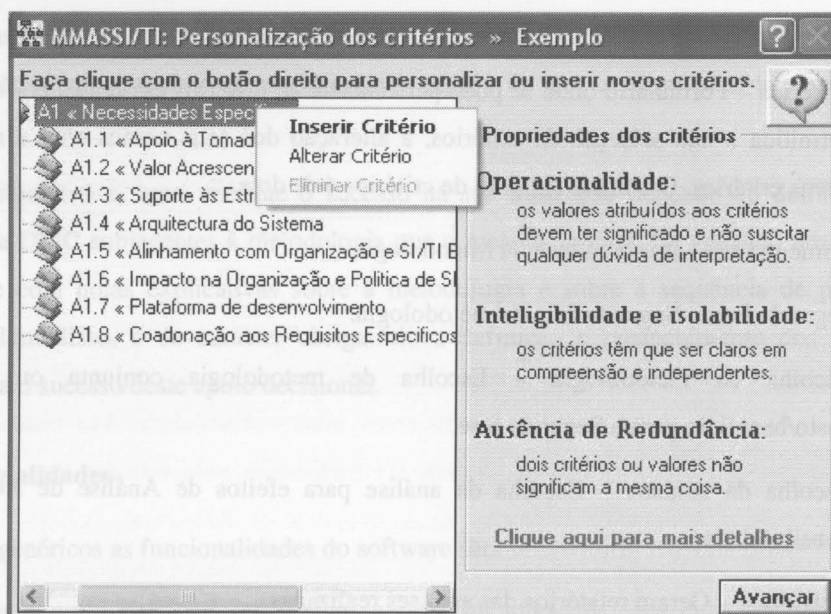 MMASSI/TI: Personalização dos critérios » Exemplo
Faça clique com o botão direito para personalizar ou inserir novos critérios.
A1 « Necessidades Espec
A1.1 « Apoio à Tomad
A1.2 « Valor Acrescen
A1.3 « Suporte às Estr
A1.4 « Arquitectura do Sistema
A1.5 « Alinhamento com Organização e SI/TI
A1.6 « Impacto na Organização e Política de SI
A1.7 « Plataforma de desenvolvimento
A1.8 « Coadonação aos Requisitos Específicos
Inserir Critério
Alterar Critério
Eliminar Critério
Propriedades dos critérios
Operacionalidade:
os valores atribuídos aos critérios
devem ter significado e não suscitar
qualquer dúvida de interpretação.
Inteligibilidade e isolabilidade:
os critérios têm que ser claros em
compreensão e independentes.
Ausência de Redundância:
dois critérios ou valores não
significam a mesma coisa.
Clique aqui para mais detalhes
Avançar